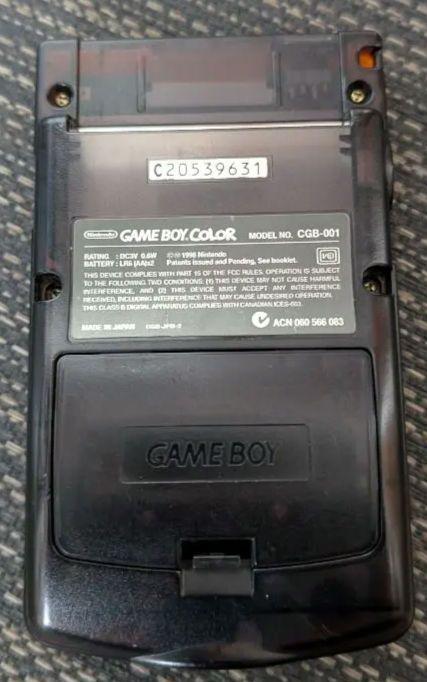 C20539631
Nintendo GAME BOY COLOR MODEL NO. CGB-001
RATING : DC3V 0.6W ©®1998 Nintendo
BATTERY : LR6 (AA)x2 Patents issued and Pending, See booklet.
THIS DEVICE COMPLIES WITH PART 15 OF THE FCC RULES. OPERATION IS SUBJECT
TO THE FOLLOWING TWO CONDITIONS: (1) THIS DEVICE MAY NOT CAUSE HARMFUL
INTERFERENCE, AND (2) THIS DEVICE MUST ACCEPT ANY INTERFERENCE
RECEIVED, INCLUDING INTERFERENCE THAT MAY CAUSE UNDESIRED OPERATION.
THIS CLASS B DIGITAL APPARATUS COMPLIES WITH CANADIAN ICES-003.
MADE IN JAPAN ACN 060 566 083
GAME BOY